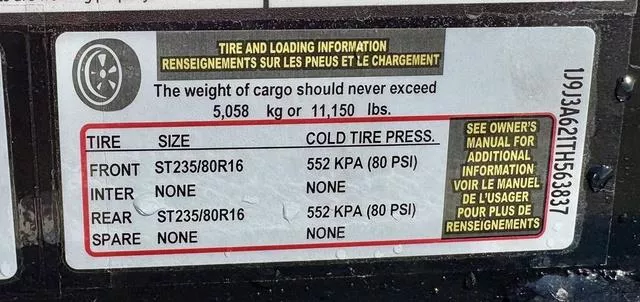 TIRE AND LOADING INFORMATION
RENSEIGNEMENTS SUR LES PNEUS ET LE CHARGEMENT
The weight of cargo should never exceed
5,058 kg or 11,150 lbs.
TIRE SIZE COLD TIRE PRESS.
FRONT ST235/80R16 552 KPA (80 PSI)
INTER NONE NONE
REAR ST235/80R16 552 KPA (80 PSI)
SPARE NONE NONE
SEE OWNER'S
MANUAL FOR
ADDITIONAL
INFORMATION
VOIR LE MANUEL
DE L'USAGER
POUR PLUS DE
RENSEIGNEMENTS
1J9J3A621TH563837